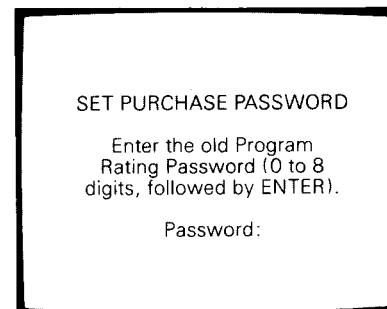 SET PURCHASE PASSWORD
Enter the old Program
Rating Password (0 to 8
digits, followed by ENTER).
Password: